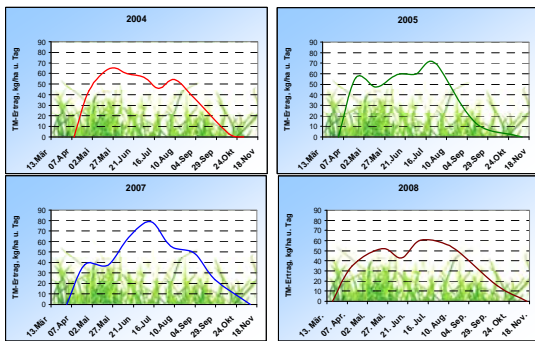 2004
TM-Ertrag, kg/ha u. Tag
90
80
70
60
50
40
30
20
10
0
13.Mär
07.Apr
02.Mai
27.Mai
21.Jun
16.Jul
10.Aug
04.Sep
29.Sep
24.Okt
18.Nov
2005
TM-Ertrag, kg/ha u. Tag
90
80
70
60
50
40
30
20
10
0
13.Mär
07.Apr
02.Mai
27.Mai
21.Jun
16.Jul
10.Aug
04.Sep
29.Sep
24.Okt
18.Nov
2007
TM-Ertrag, kg/ha u. Tag
90
80
70
60
50
40
30
20
10
0
13.Mär
07.Apr
02.Mai
27.Mai
21.Jun
16.Jul
10.Aug
04.Sep
29.Sep
24.Okt
18.Nov
2008
TM-Ertrag, kg/ha u. Tag
90
80
70
60
50
40
30
20
10
0
13. Mär.
07. Apr.
02. Mai.
27. Mai.
21. Jun.
16. Jul.
10. Aug.
04. Sep.
29. Sep.
24. Okt.
18. Nov.